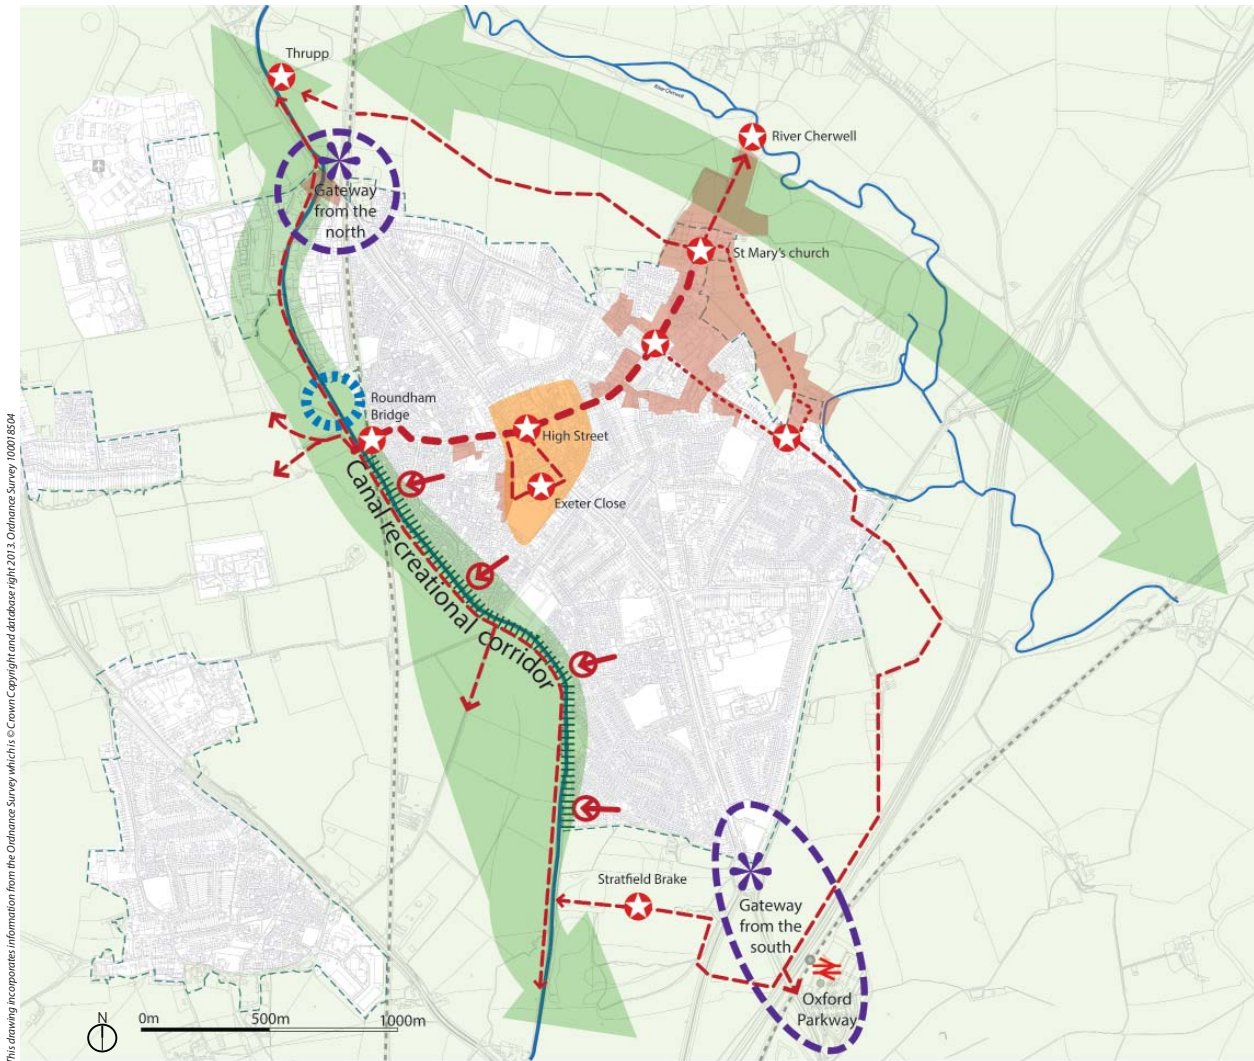 Thrupp
River Cherwell
River Cherwell
Gateway
from the
north
St Mary's church
Roundham
Bridge
High Street
Exeter Close
Canal recreational corridor
Stratfield Brake
Gateway
from the
south
Oxford
Parkway
N
0m 500m 1000m
This drawing incorporates information from the Ordnance Survey which is © Crown Copyright and database right 2013. Ordnance Survey 100018504